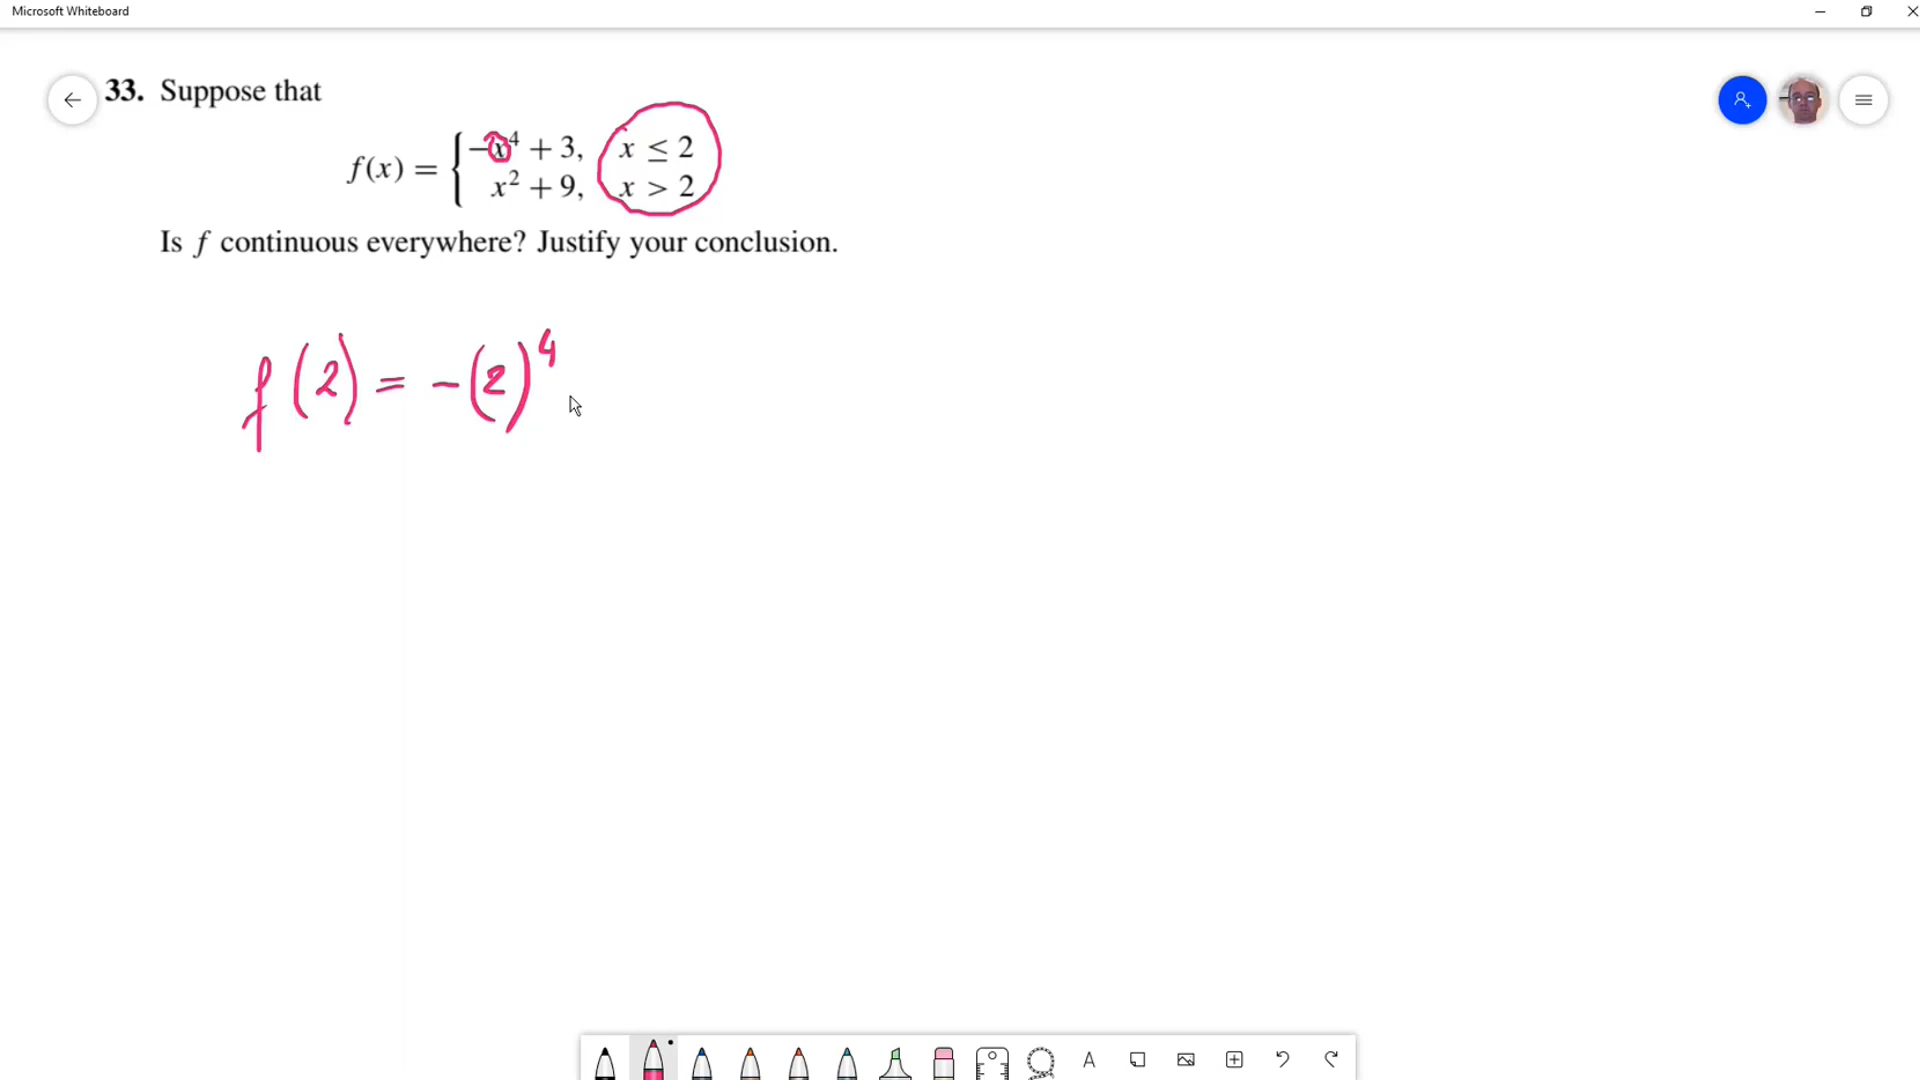 Microsoft Whiteboard
33. Suppose that
f(x) = { −x⁴ + 3, x ≤ 2
x² + 9, x > 2
Is f continuous everywhere? Justify your conclusion.
f(2) = −(2)⁴
A